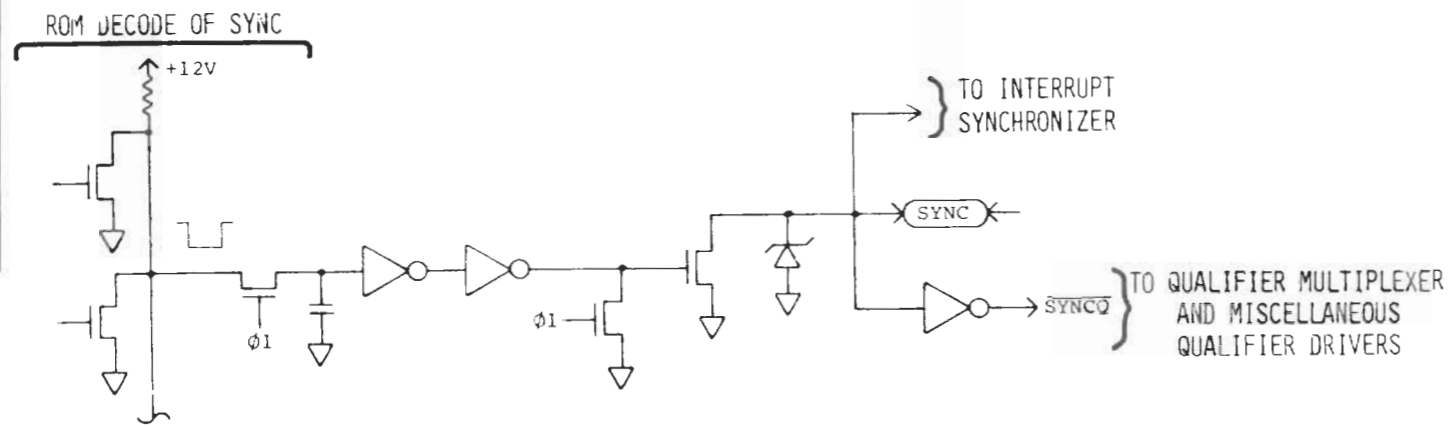 ROM DECODE OF SYNC
+12V
TO INTERRUPT
SYNCHRONIZER
SYNC
Ø1
Ø1
SYNCQ
TO QUALIFIER MULTIPLEXER
AND MISCELLANEOUS
QUALIFIER DRIVERS